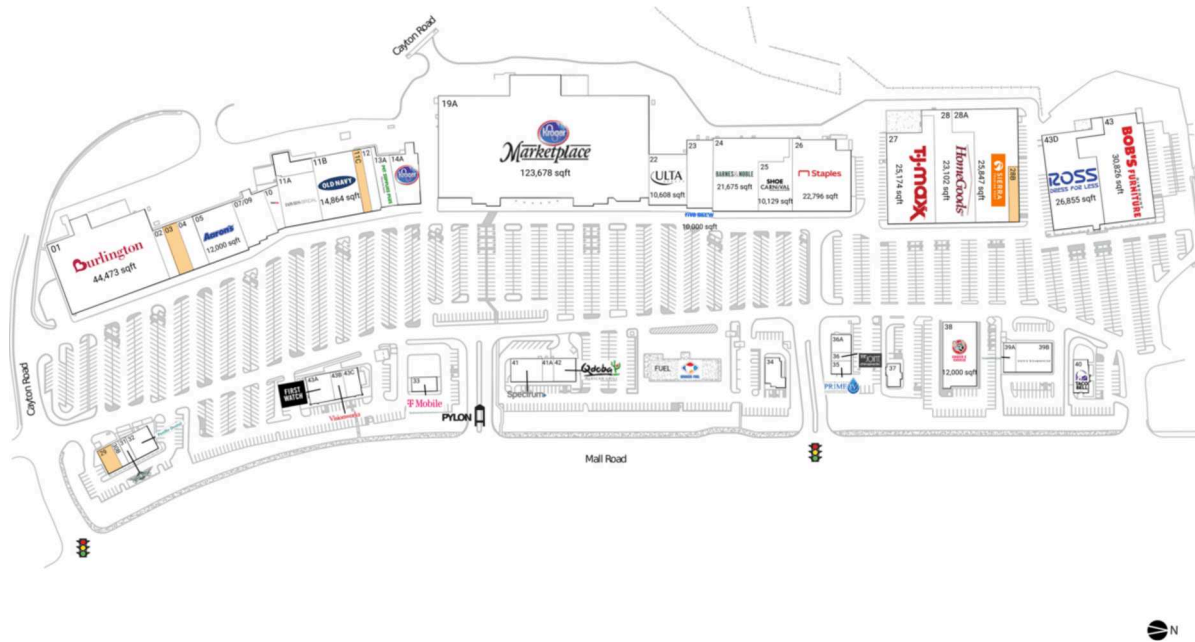 Cayton Road
19A
Kroger
Marketplace
123,678 sqft
01
Burlington
44,473 sqft
02
03
04
05
Aaron's
12,000 sqft
07/09
10
11A
11B
OLD NAVY
14,864 sqft
11C
12
13A
14A
Kroger
22
ULTA
10,608 sqft
23
10,000 sqft
24
BARNES & NOBLE
21,675 sqft
25
SHOE
CARNIVAL
10,129 sqft
26
Staples
22,796 sqft
27
T.J.maxx
25,174 sqft
28
HomeGoods
23,102 sqft
28A
SIERRA
25,847 sqft
28B
43D
ROSS
DRESS FOR LESS
26,855 sqft
43
BOB'S
FURNITURE
30,826 sqft
Cayton Road
29
FIRST
WATCH
43A
43B
43C
Visionworks
33
T Mobile
PYLON
41
41A
42
Spectrum
Qdoba
FUEL
34
36A
36
35
PRIME
37
38
12,000 sqft
39A
39B
40
TACO
BELL
Mall Road
N